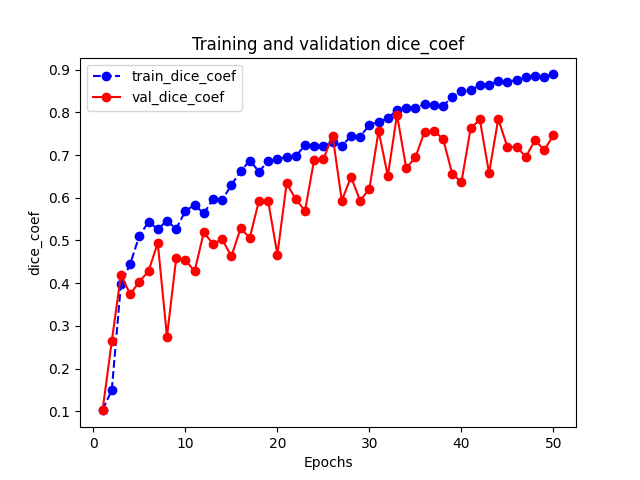 Training and validation dice_coef
train_dice_coef
val_dice_coef
dice_coef
0.9
0.8
0.7
0.6
0.5
0.4
0.3
0.2
0.1
0 10 20 30 40 50
Epochs